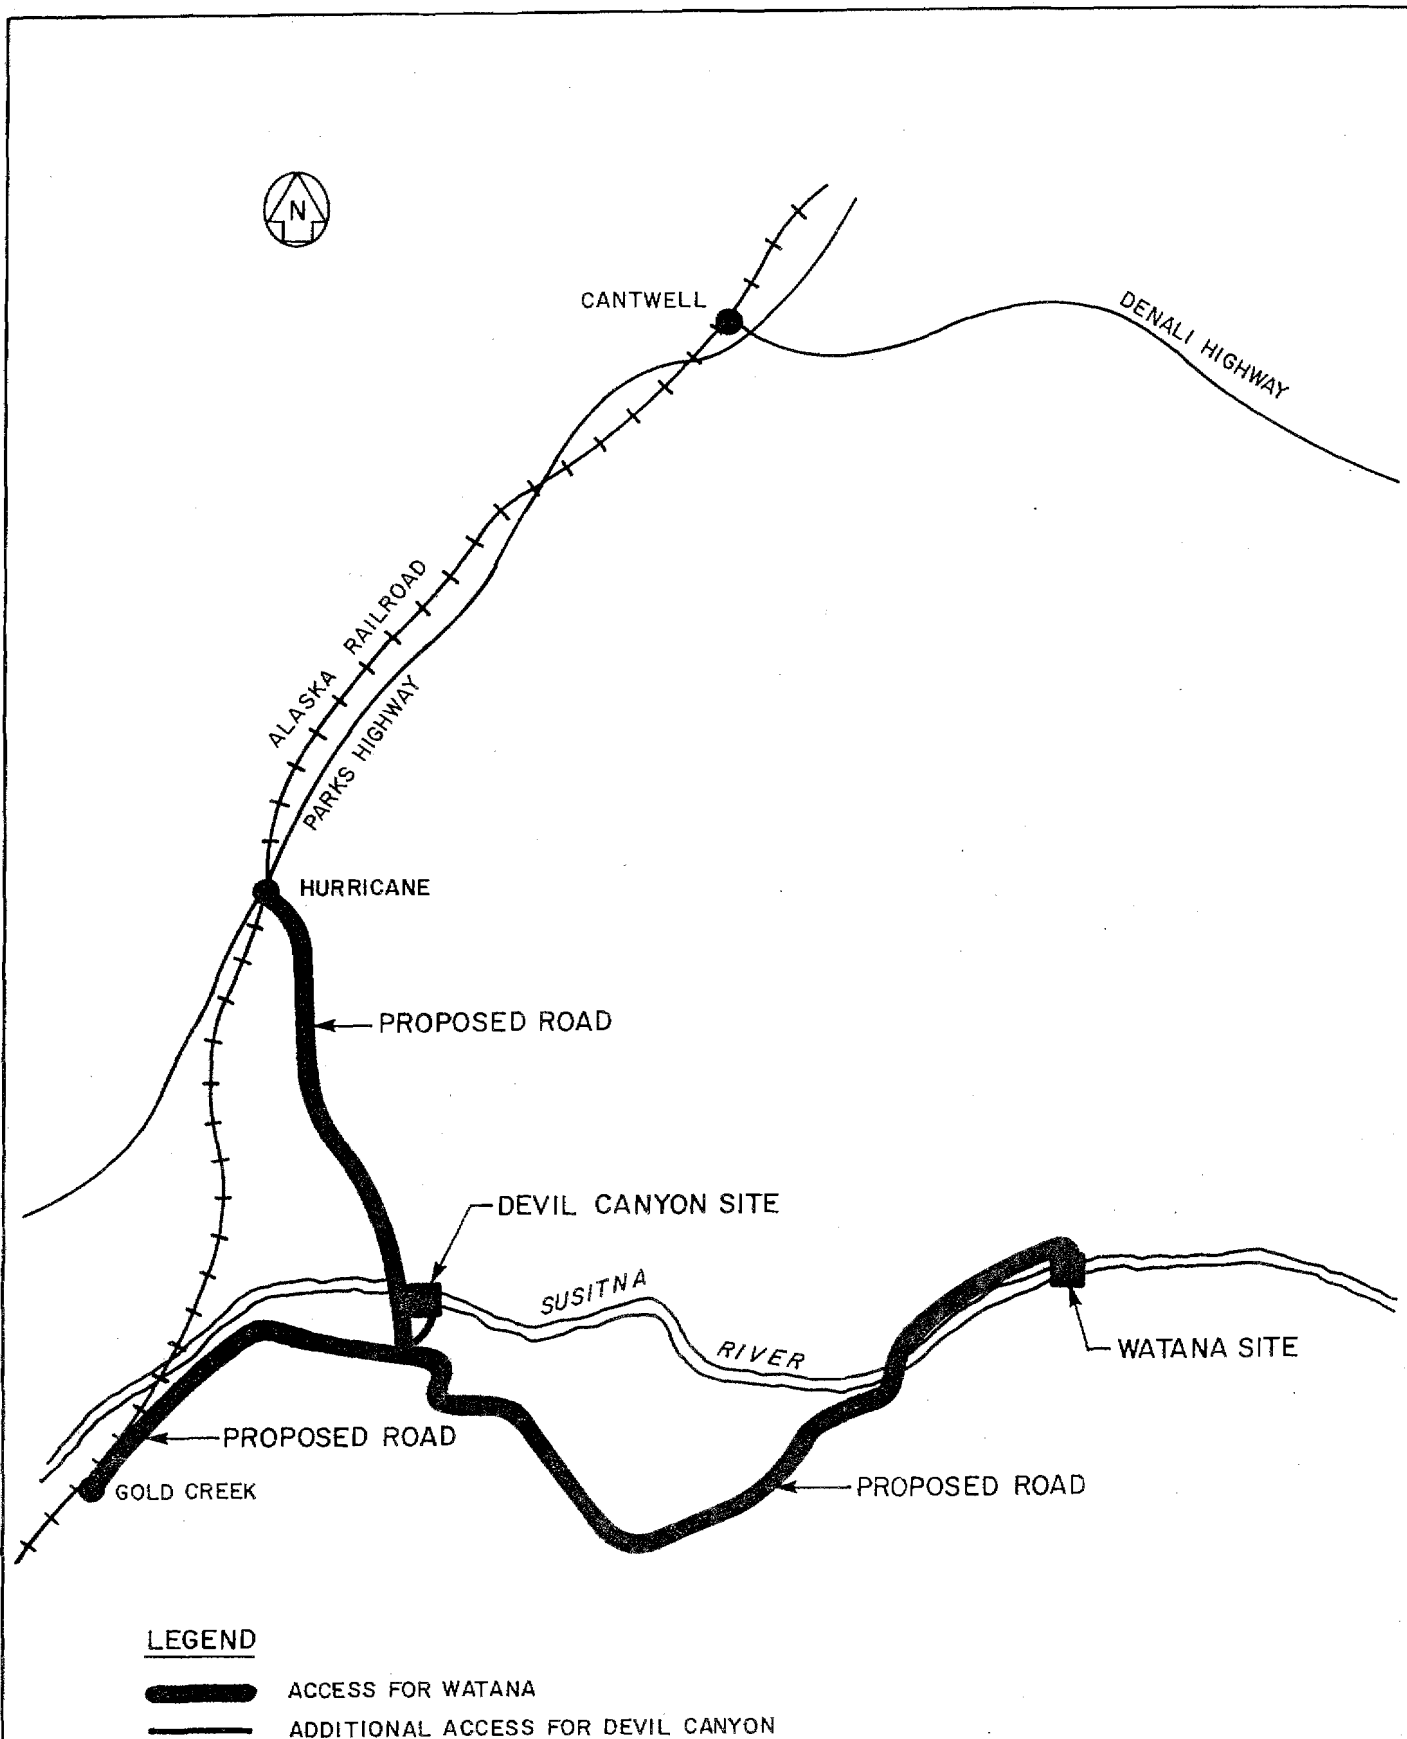 N
CANTWELL
DENALI HIGHWAY
ALASKA RAILROAD
PARKS HIGHWAY
HURRICANE
PROPOSED ROAD
DEVIL CANYON SITE
SUSITNA
RIVER
WATANA SITE
PROPOSED ROAD
PROPOSED ROAD
GOLD CREEK
LEGEND
ACCESS FOR WATANA
ADDITIONAL ACCESS FOR DEVIL CANYON